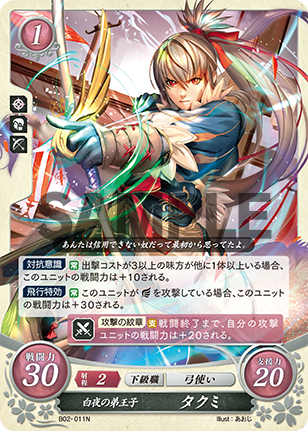 1
SAMPLE
あんたは信用できない奴だって最初から思ってたよ。
対抗意識 常 出撃コストが3以上の味方が他に1体以上いる場合、
このユニットの戦闘力は+10される。
飛行特効 常 このユニットが を攻撃している場合、このユニット
の戦闘力は+30される。
攻撃の紋章 支 戦闘終了まで、自分の攻撃
ユニットの戦闘力は+20される。
戦闘力
30
射程 2 下級職 弓使い
支援力
20
白夜の弟王子 タクミ
B02-011N
Illust：あおじ